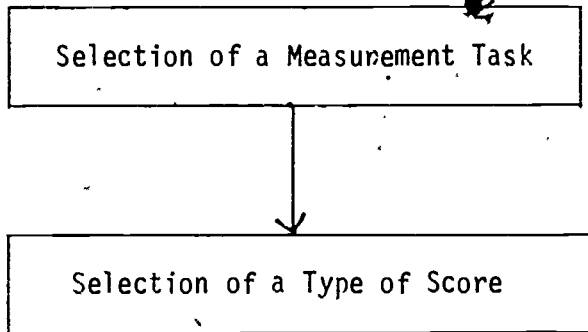 Selection of a Measurement Task
Selection of a Type of Score